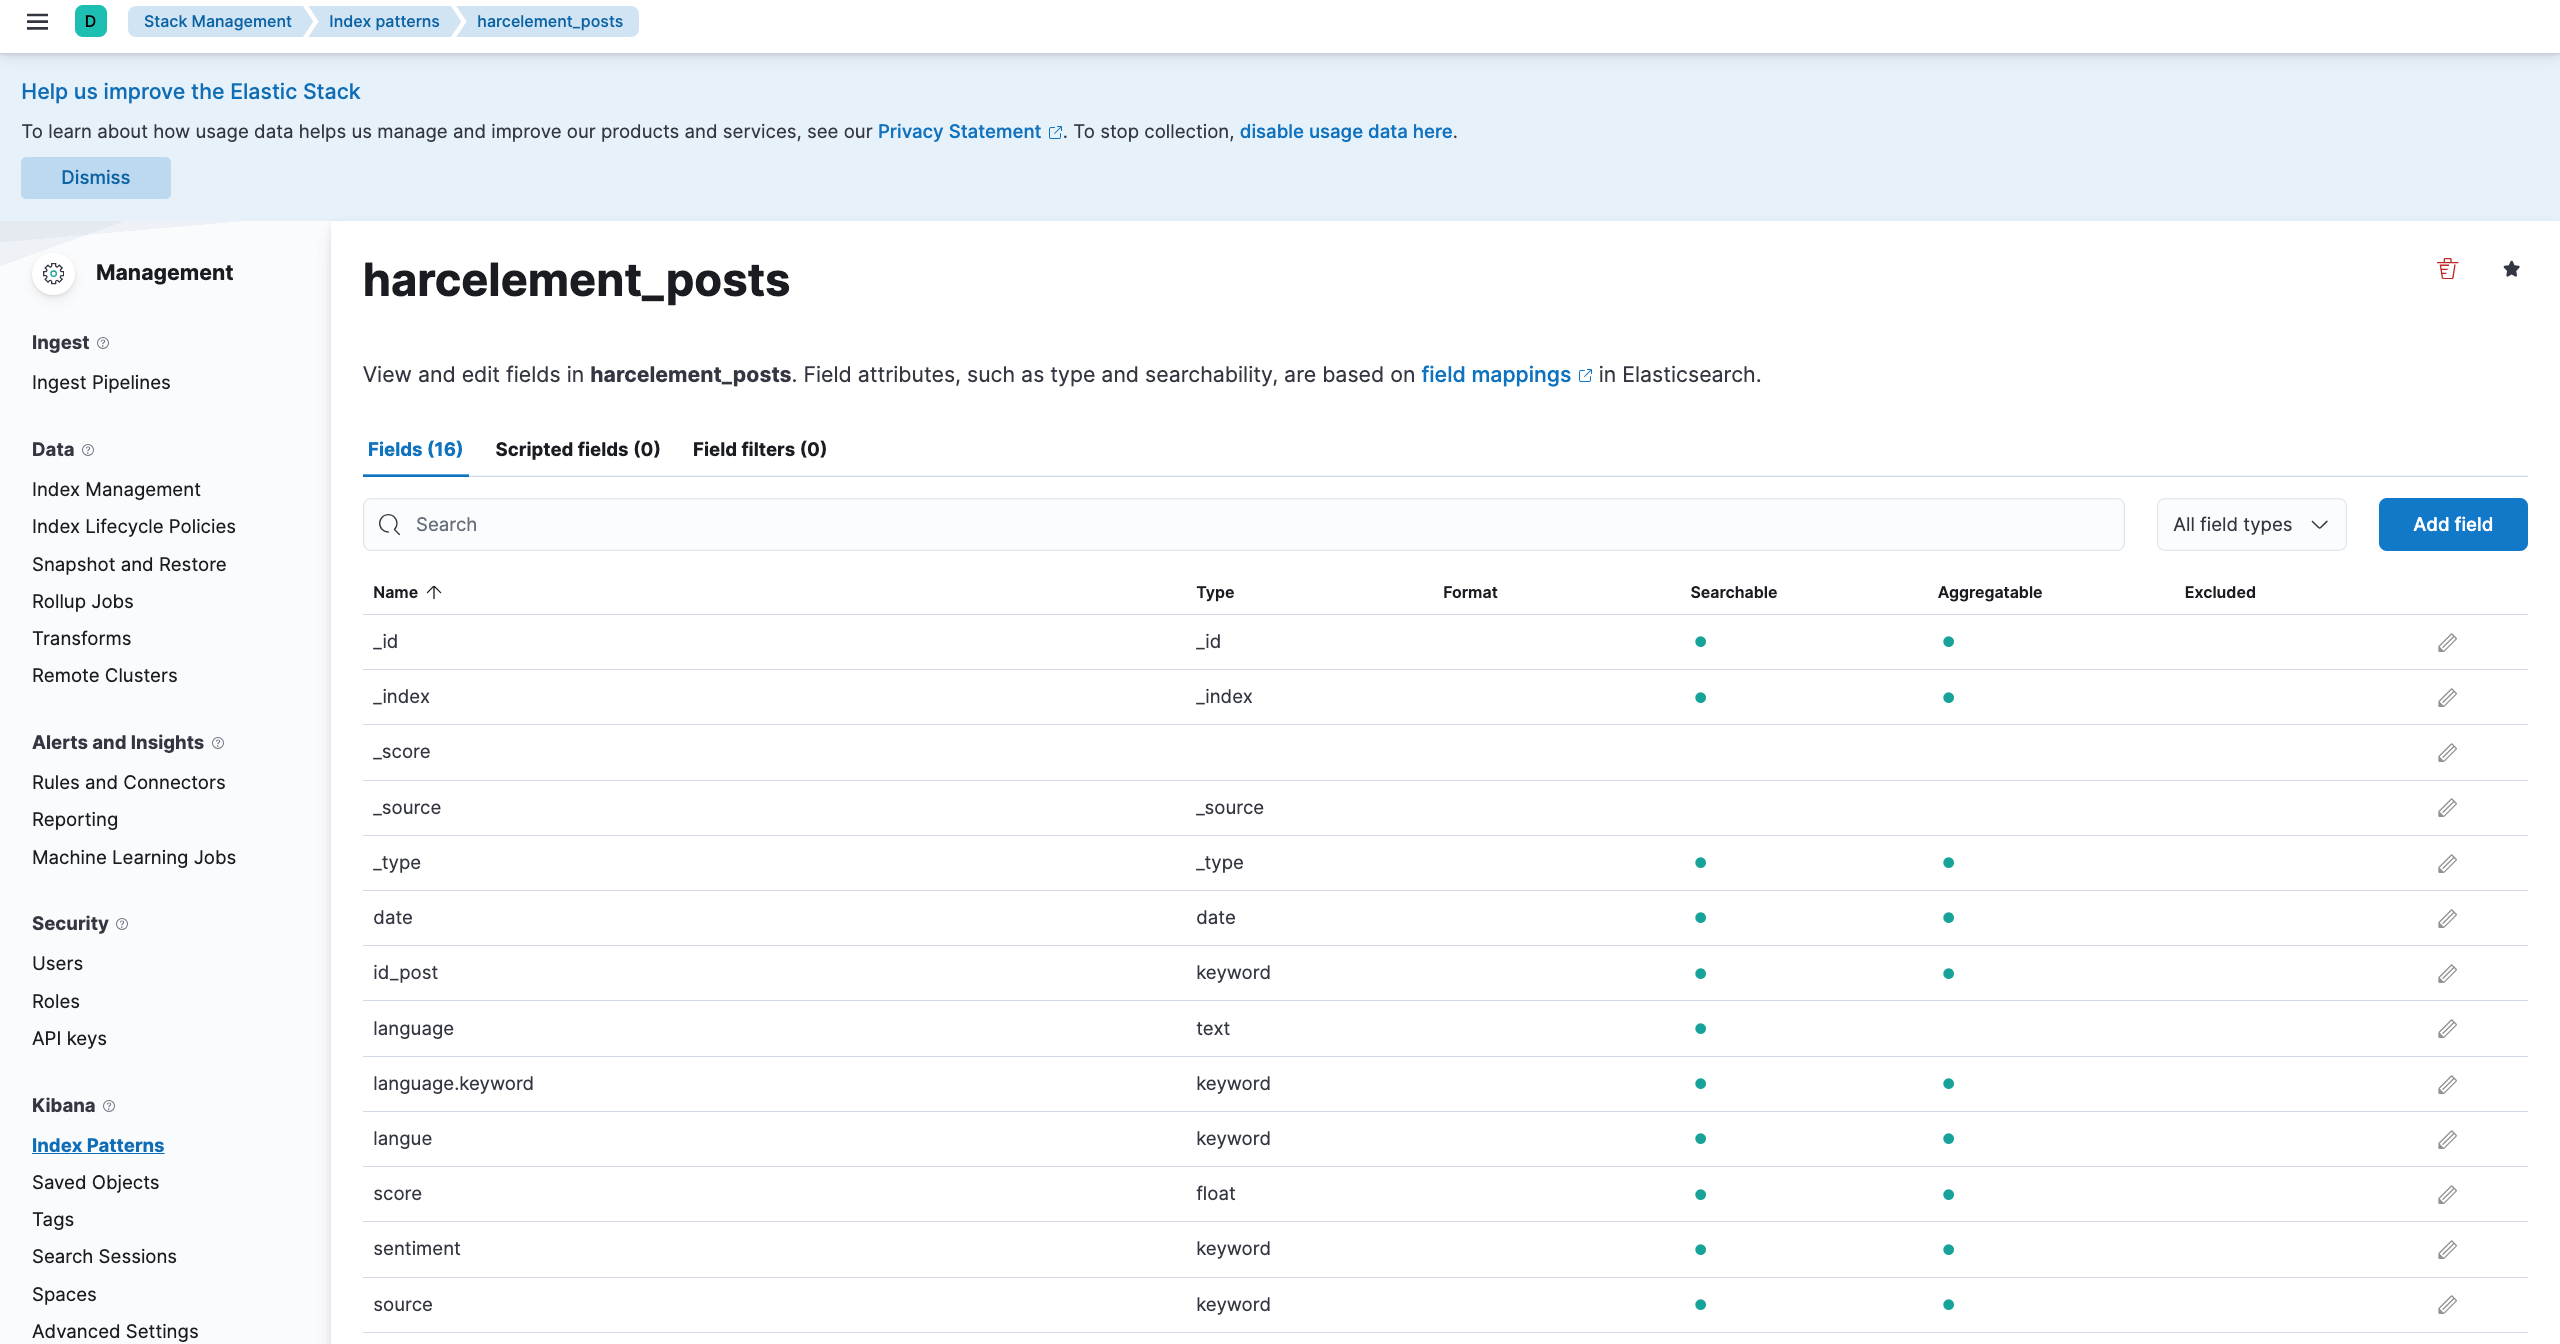 D Stack Management Index patterns harcelement_posts
Help us improve the Elastic Stack
To learn about how usage data helps us manage and improve our products and services, see our Privacy Statement. To stop collection, disable usage data here.
Dismiss
Management
Ingest
Ingest Pipelines
Data
Index Management
Index Lifecycle Policies
Snapshot and Restore
Rollup Jobs
Transforms
Remote Clusters
Alerts and Insights
Rules and Connectors
Reporting
Machine Learning Jobs
Security
Users
Roles
API keys
Kibana
Index Patterns
Saved Objects
Tags
Search Sessions
Spaces
Advanced Settings
harcelement_posts
View and edit fields in harcelement_posts. Field attributes, such as type and searchability, are based on field mappings in Elasticsearch.
Fields (16) Scripted fields (0) Field filters (0)
Search All field types Add field
Name Type Format Searchable Aggregatable Excluded
_id _id
_index _index
_score
_source _source
_type _type
date date
id_post keyword
language text
language.keyword keyword
langue keyword
score float
sentiment keyword
source keyword